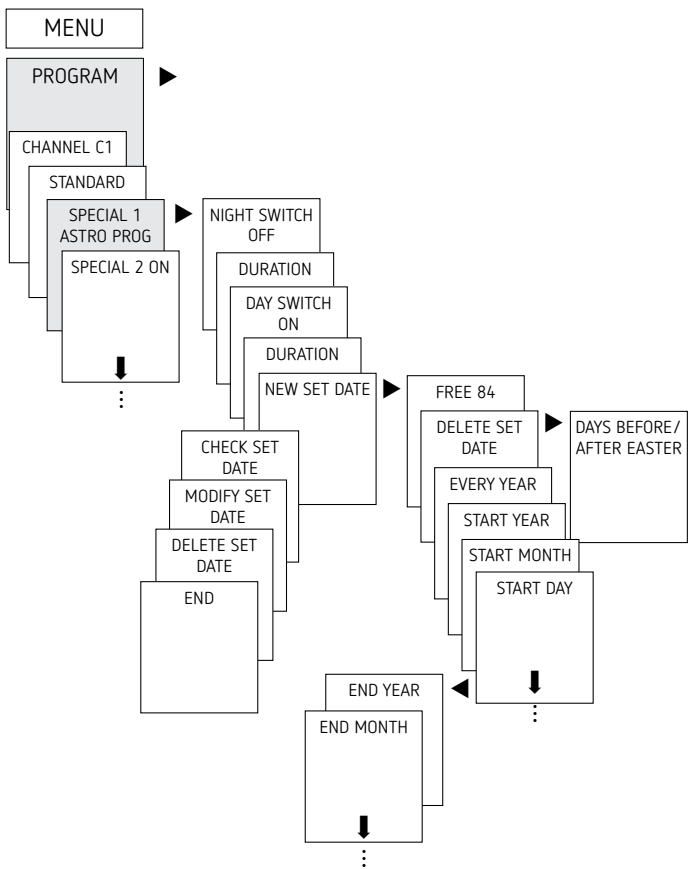 MENU
PROGRAM
CHANNEL C1
STANDARD
SPECIAL 1
ASTRO PROG
SPECIAL 2 ON
NIGHT SWITCH
OFF
DURATION
DAY SWITCH
ON
DURATION
NEW SET DATE
CHECK SET
DATE
MODIFY SET
DATE
DELETE SET
DATE
END
FREE 84
DELETE SET
DATE
EVERY YEAR
START YEAR
START MONTH
START DAY
DAYS BEFORE/
AFTER EASTER
END YEAR
END MONTH